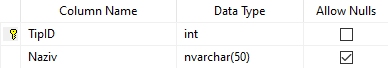 Column Name Data Type Allow Nulls
TipID int
Naziv nvarchar(50)